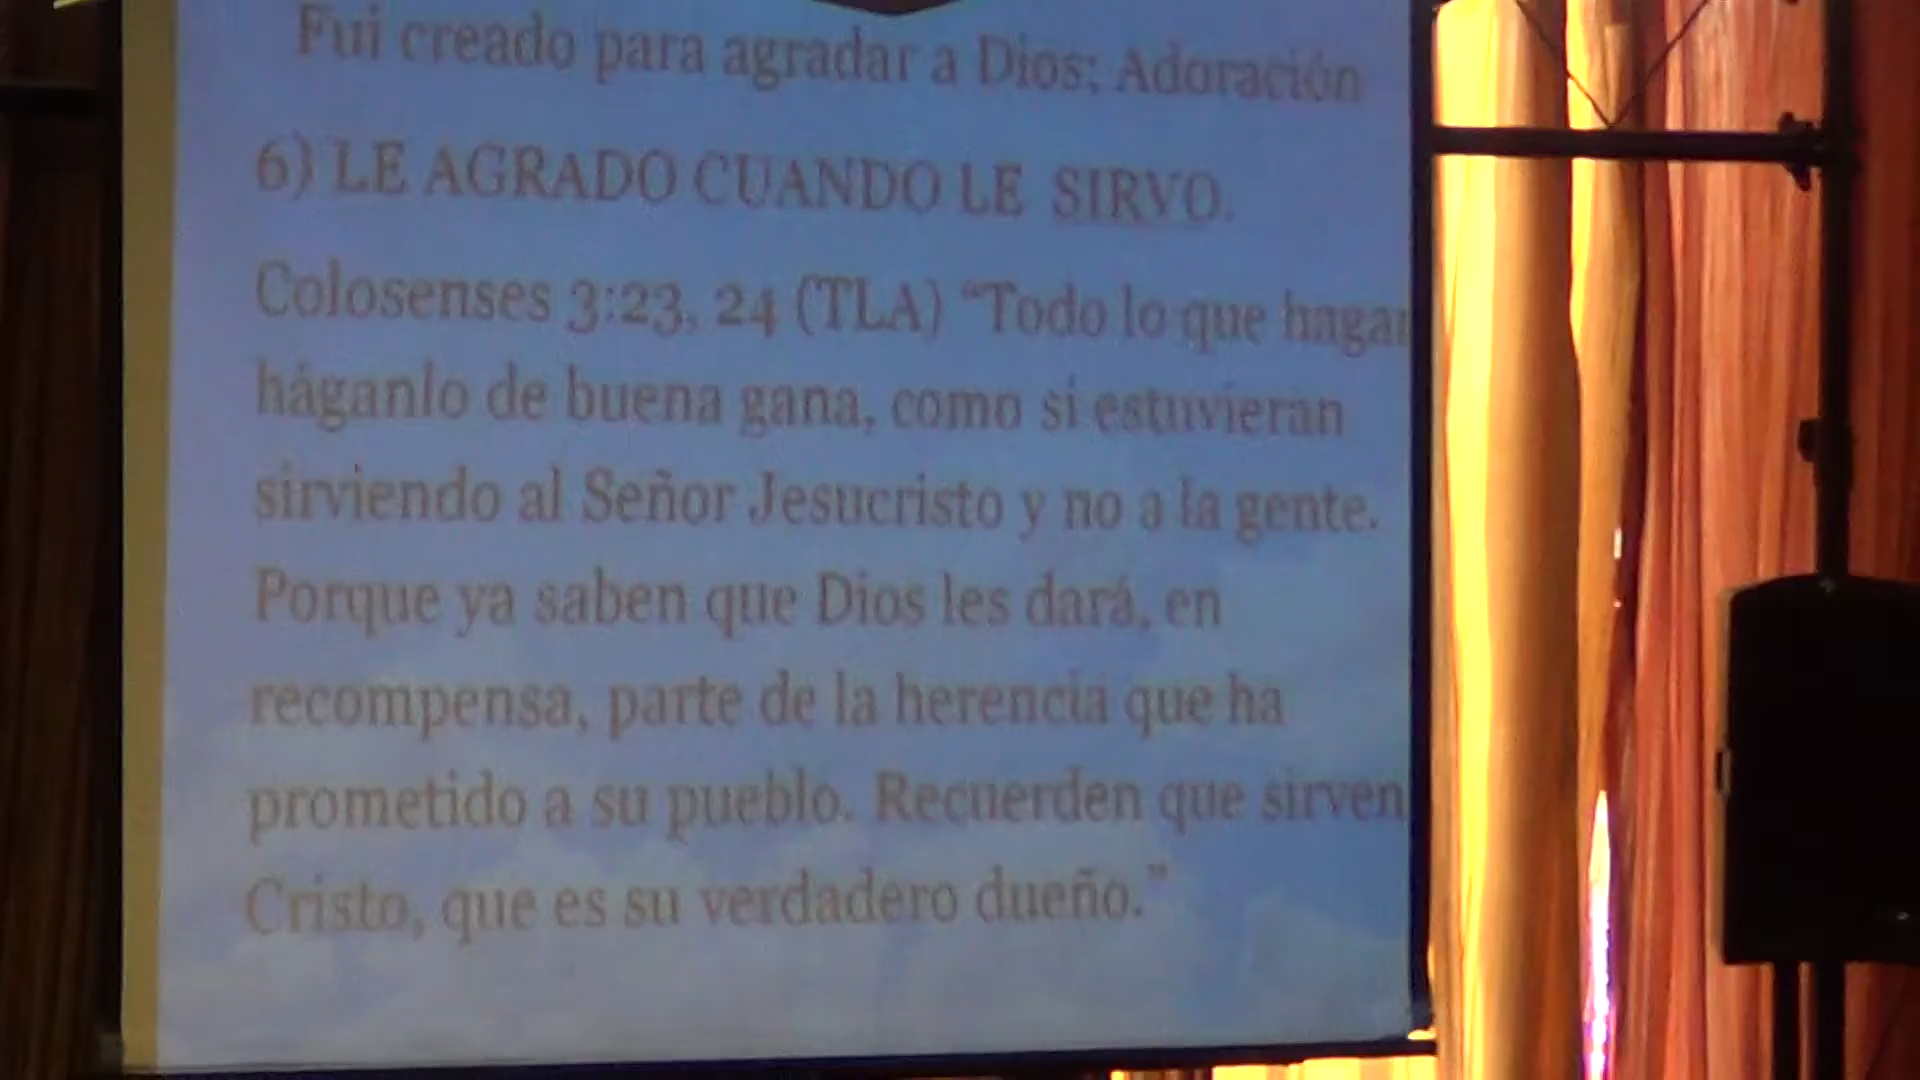 Fui creado para agradar a Dios; Adoración
6) LE AGRADO CUANDO LE SIRVO.
Colosenses 3:23, 24 (TLA) “Todo lo que hagan
háganlo de buena gana, como si estuvieran
sirviendo al Señor Jesucristo y no a la gente.
Porque ya saben que Dios les dará, en
recompensa, parte de la herencia que ha
prometido a su pueblo. Recuerden que sirven
Cristo, que es su verdadero dueño.”